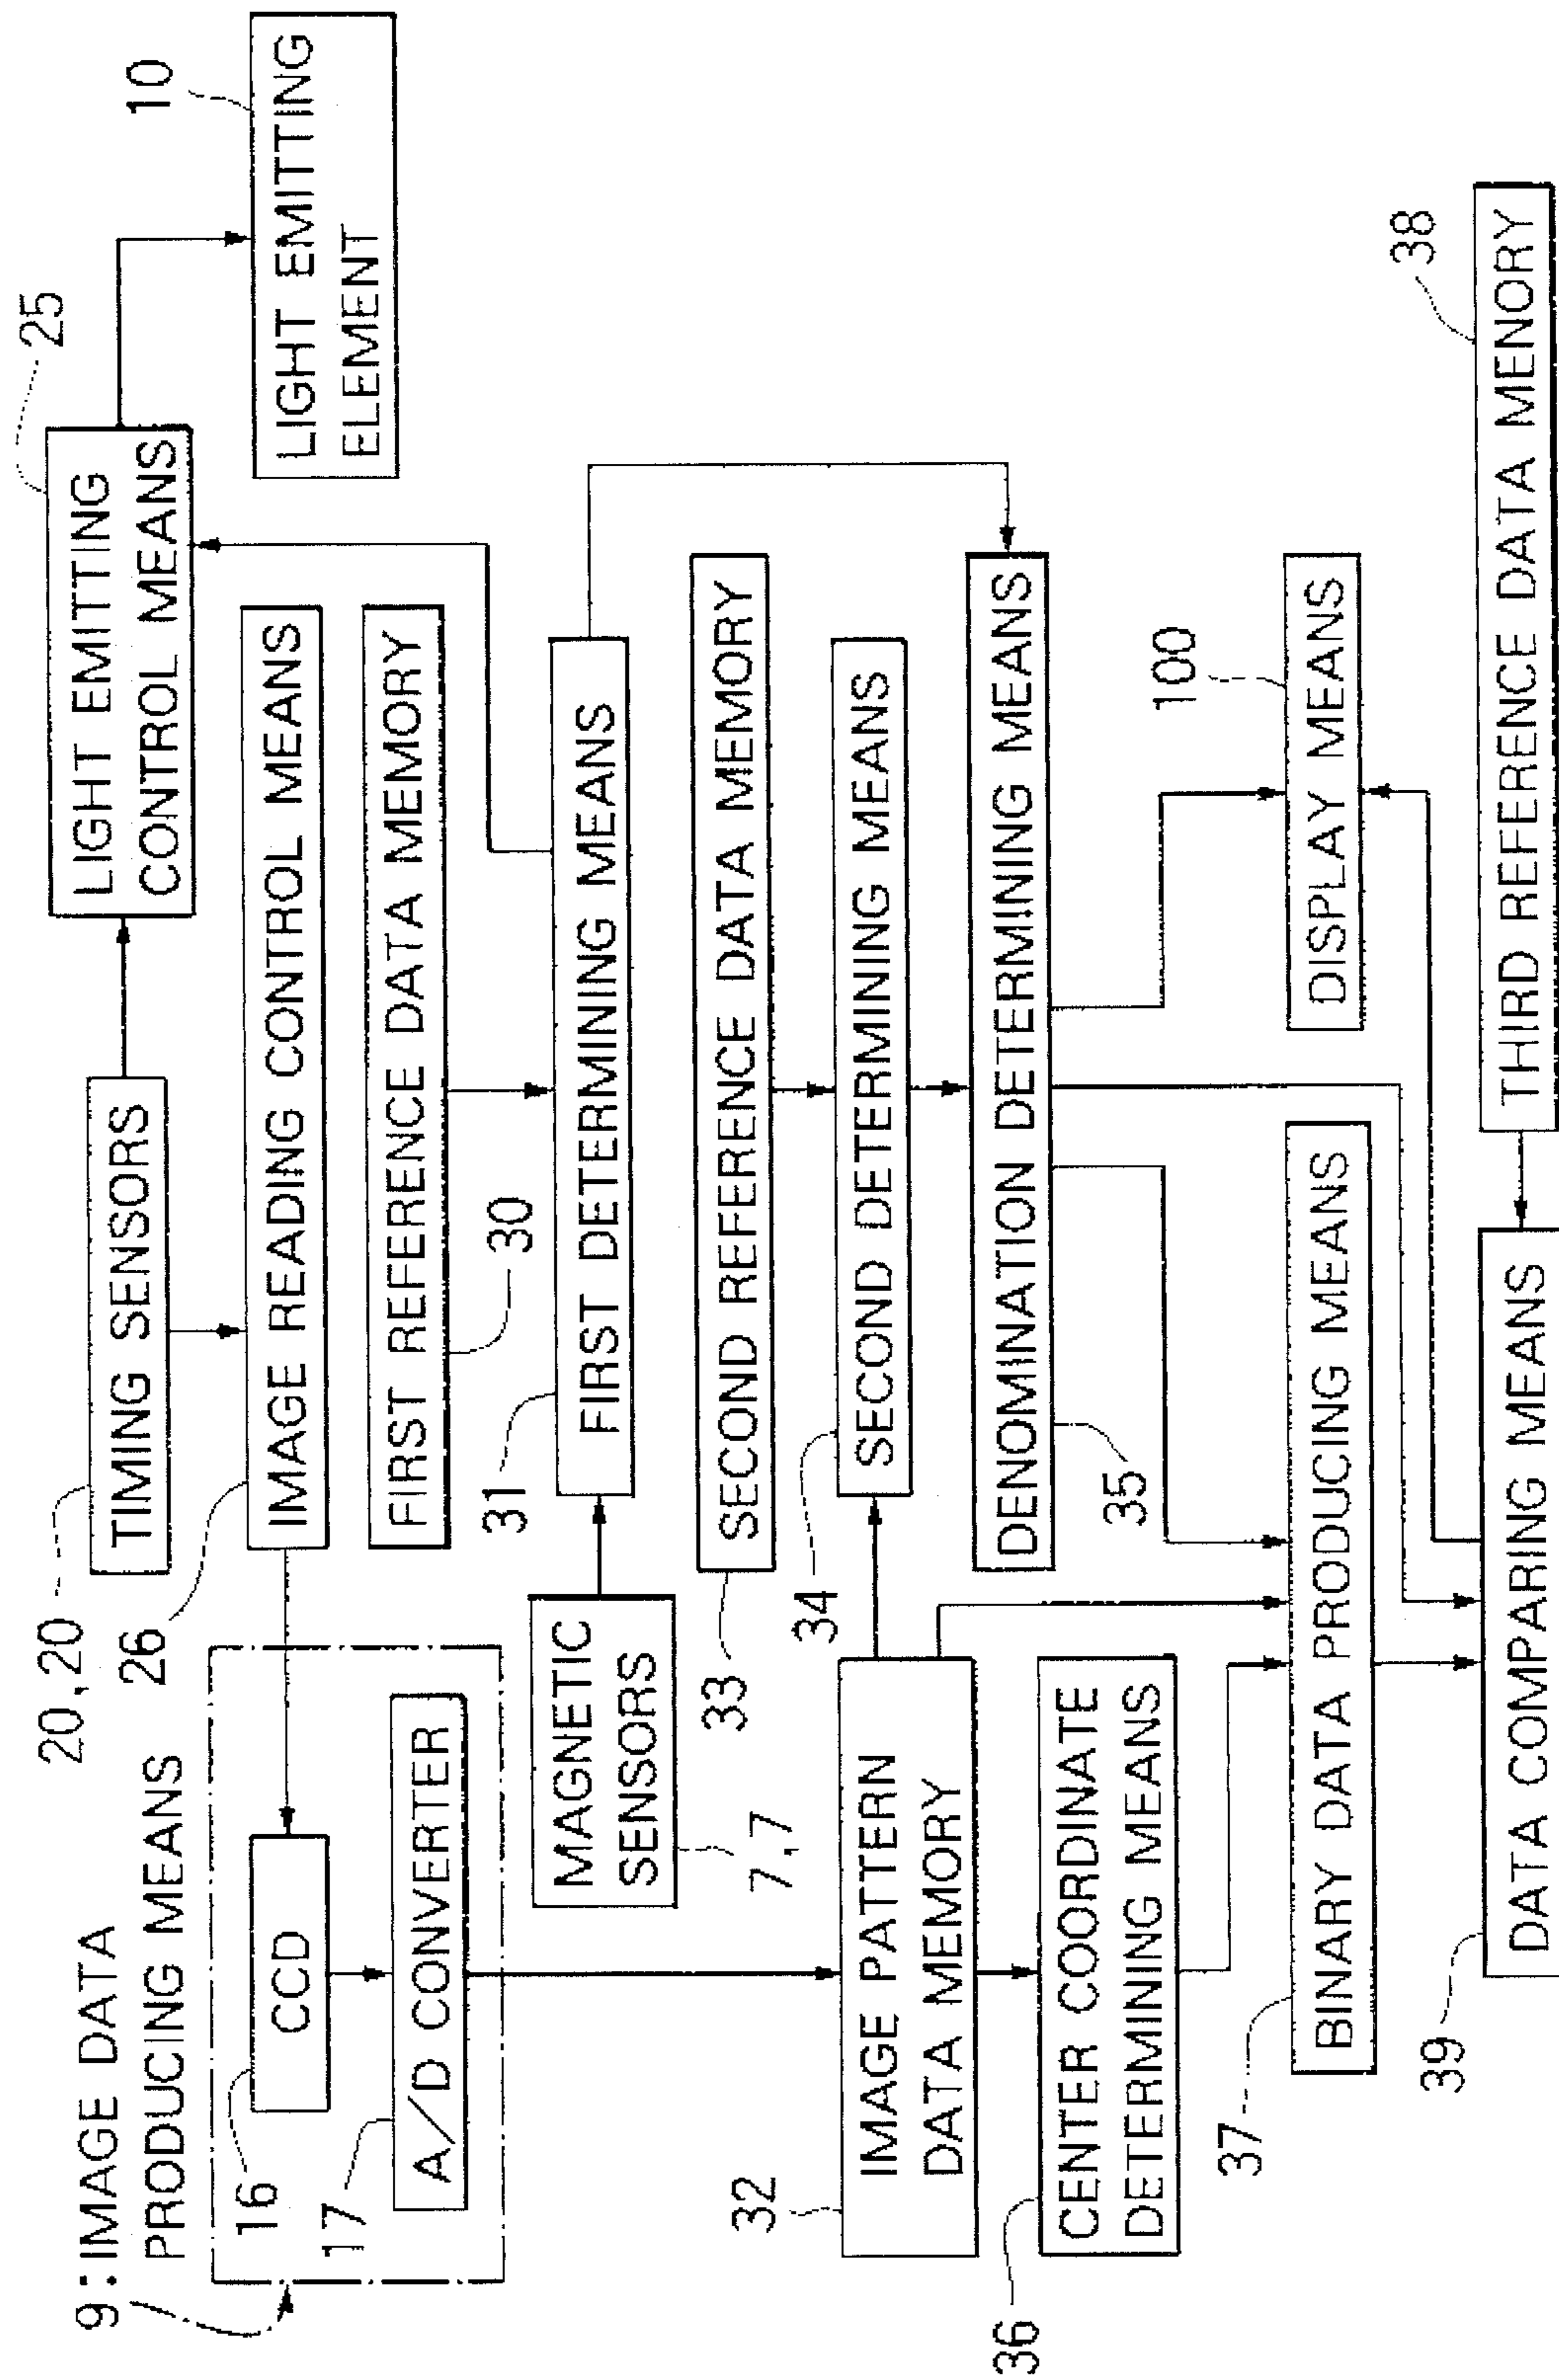 9:IMAGE DATA
PRODUCING MEANS
16
CCD
17
A/D CONVERTER
20,20
TIMING SENSORS
26
IMAGE READING CONTROL MEANS
25
LIGHT EMITTING
CONTROL MEANS
10
LIGHT EMITTING
ELEMENT
FIRST REFERENCE DATA MEMORY
30
MAGNETIC
SENSORS
7,7
31
FIRST DETERMINING MEANS
33
SECOND REFERENCE DATA MEMORY
32
IMAGE PATTERN
DATA MEMORY
34
SECOND DETERMINING MEANS
36
CENTER COORDINATE
DETERMINING MEANS
DENOMINATION DETERMINING MEANS
35
37
BINARY DATA PRODUCING MEANS
100
DISPLAY MEANS
39
DATA COMPARING MEANS
38
THIRD REFERENCE DATA MENORY